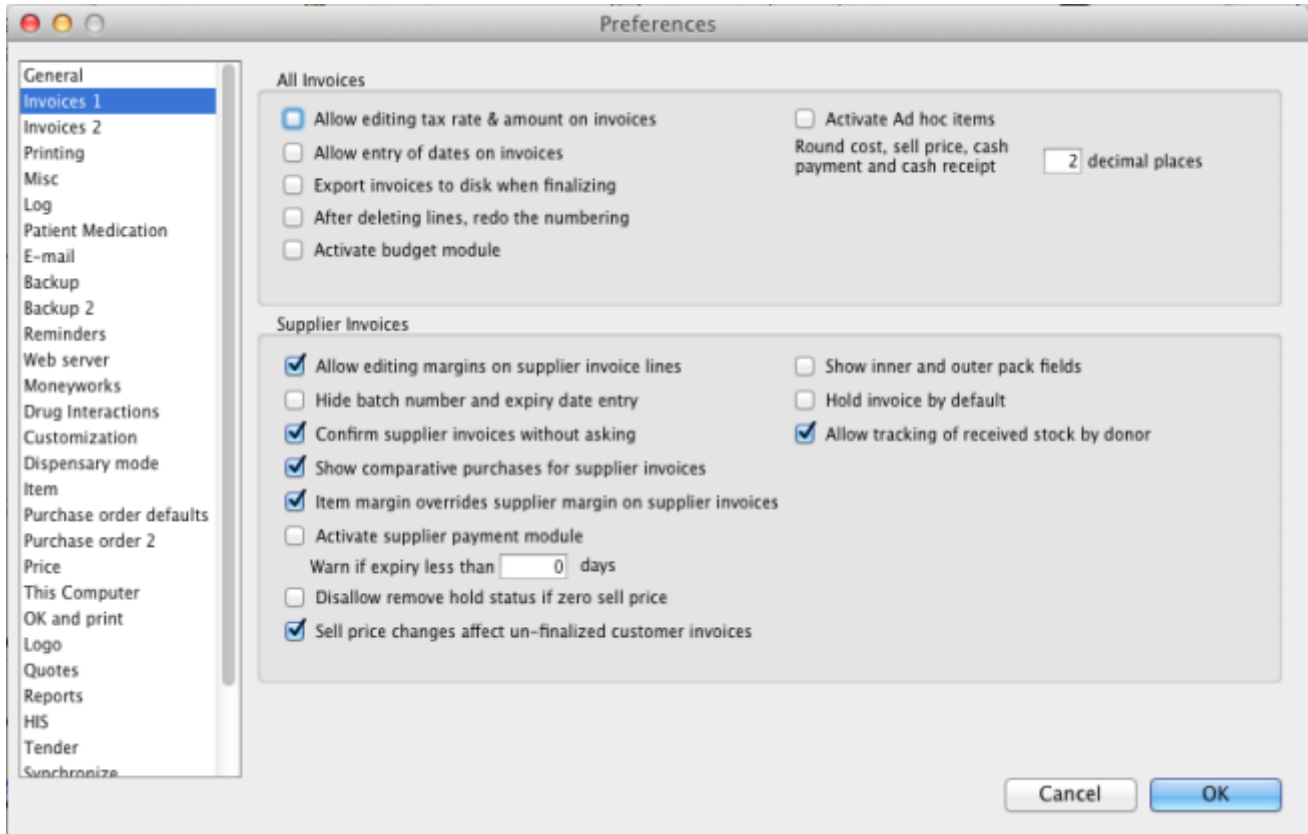 Preferences
General
Invoices 1
Invoices 2
Printing
Misc
Log
Patient Medication
E-mail
Backup
Backup 2
Reminders
Web server
Moneyworks
Drug Interactions
Customization
Dispensary mode
Item
Purchase order defaults
Purchase order 2
Price
This Computer
OK and print
Logo
Quotes
Reports
HIS
Tender
Synchronize
All Invoices
Allow editing tax rate & amount on invoices
Allow entry of dates on invoices
Export invoices to disk when finalizing
After deleting lines, redo the numbering
Activate budget module
Activate Ad hoc items
Round cost, sell price, cash
payment and cash receipt 2 decimal places
Supplier Invoices
Allow editing margins on supplier invoice lines
Hide batch number and expiry date entry
Confirm supplier invoices without asking
Show comparative purchases for supplier invoices
Item margin overrides supplier margin on supplier invoices
Activate supplier payment module
Warn if expiry less than 0 days
Disallow remove hold status if zero sell price
Sell price changes affect un-finalized customer invoices
Show inner and outer pack fields
Hold invoice by default
Allow tracking of received stock by donor
Cancel
OK